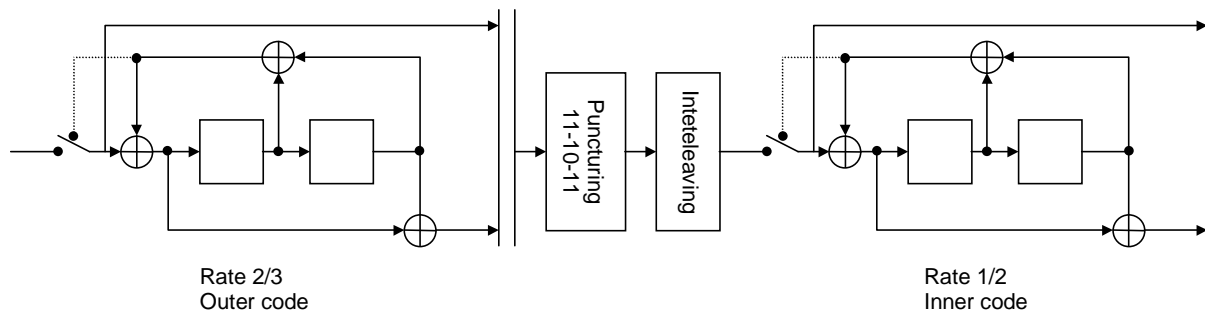 Puncturing
11-10-11
Inteteleaving
Rate 2/3
Outer code
Rate 1/2
Inner code